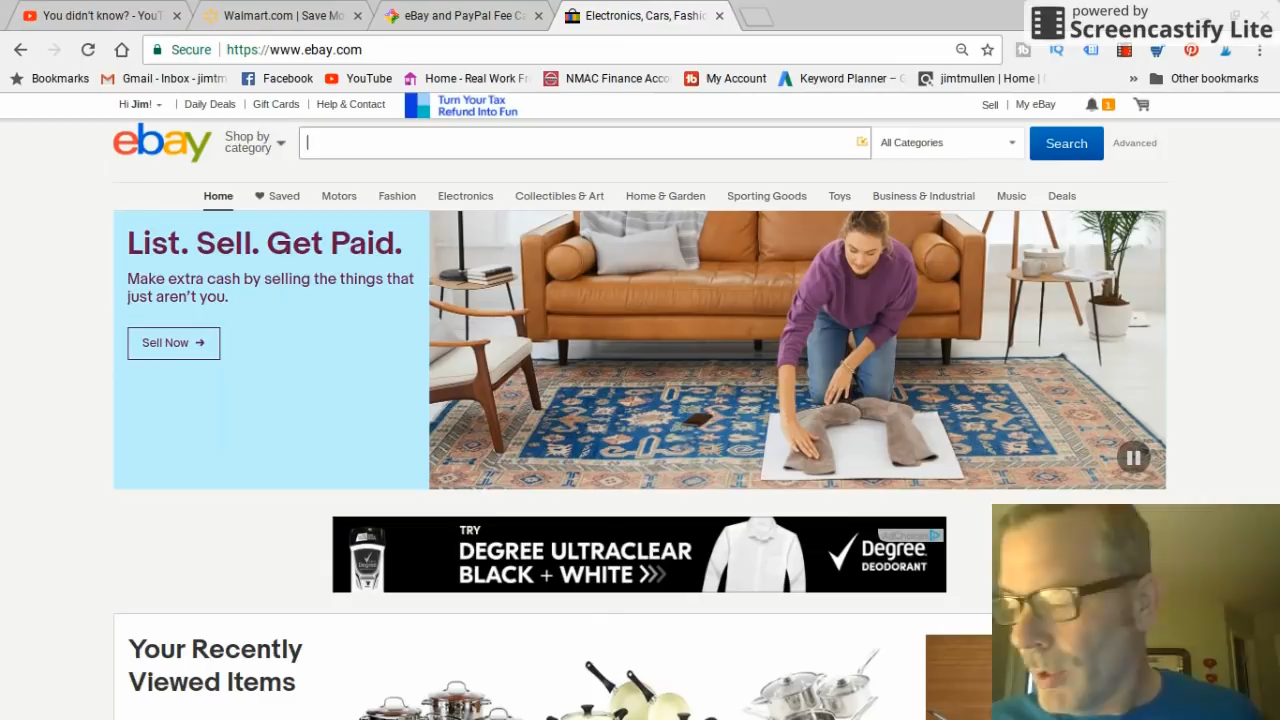 You didn't know? - YouT
Walmart.com | Save Mo
eBay and PayPal Fee Ca
Electronics, Cars, Fashio
powered by
Screencastify Lite
Secure
https://www.ebay.com
Bookmarks
Gmail - Inbox - jimtm
Facebook
YouTube
Home - Real Work Fr
NMAC Finance Acco
My Account
Keyword Planner – G
jimtmullen | Home |
»
Other bookmarks
Hi Jim!
Daily Deals
Gift Cards
Help & Contact
Turn Your Tax
Refund Into Fun
Sell
My eBay
1
ebay
Shop by
category
All Categories
Search
Advanced
Home
Saved
Motors
Fashion
Electronics
Collectibles & Art
Home & Garden
Sporting Goods
Toys
Business & Industrial
Music
Deals
List. Sell. Get Paid.
Make extra cash by selling the things that
just aren't you.
Sell Now →
TRY
DEGREE ULTRACLEAR
BLACK + WHITE
Degree
DEODORANT
AdChoices
Your Recently
Viewed Items